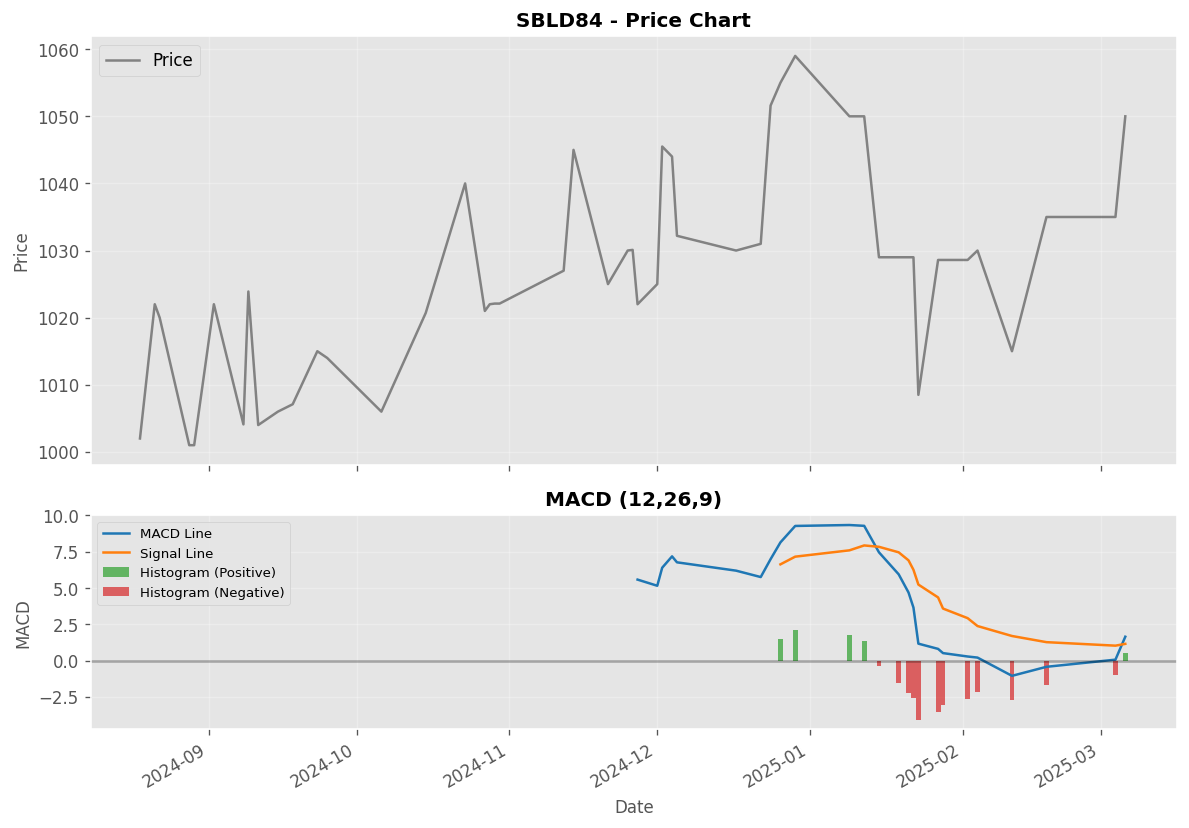 SBLD84 - Price Chart
Price
1060
1050
1040
1030
1020
1010
1000
Price
MACD (12,26,9)
MACD Line
Signal Line
Histogram (Positive)
Histogram (Negative)
10.0
7.5
5.0
2.5
0.0
−2.5
MACD
2024-09
2024-10
2024-11
2024-12
2025-01
2025-02
2025-03
Date